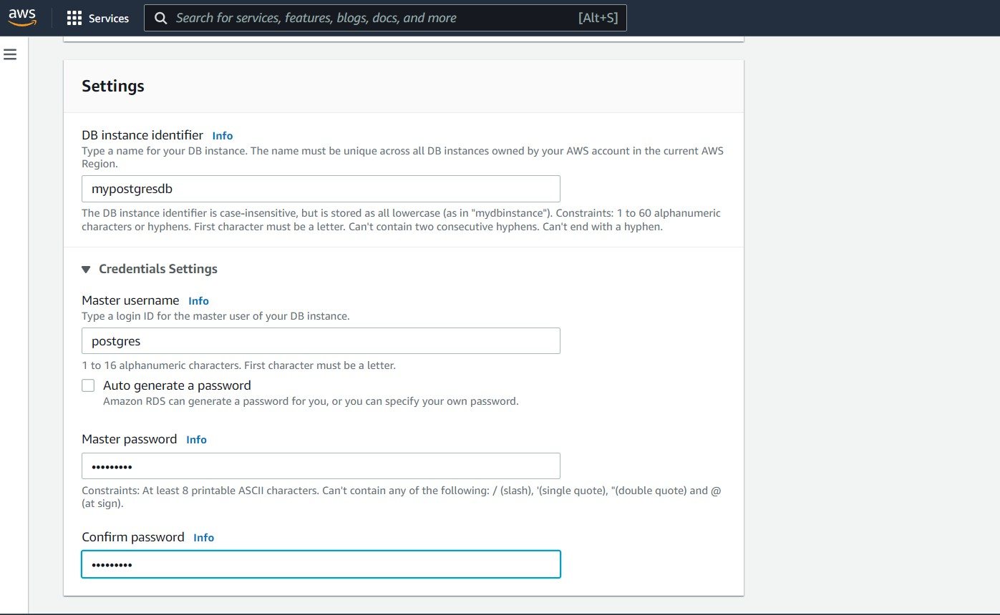 aws
Services
Search for services, features, blogs, docs, and more
[Alt+S]
Settings
DB instance identifier Info
Type a name for your DB instance. The name must be unique across all DB instances owned by your AWS account in the current AWS
Region.
mypostgresdb
The DB instance identifier is case-insensitive, but is stored as all lowercase (as in "mydbinstance"). Constraints: 1 to 60 alphanumeric
characters or hyphens. First character must be a letter. Can't contain two consecutive hyphens. Can't end with a hyphen.
Credentials Settings
Master username Info
Type a login ID for the master user of your DB instance.
postgres
1 to 16 alphanumeric characters. First character must be a letter.
Auto generate a password
Amazon RDS can generate a password for you, or you can specify your own password.
Master password Info
•••••••••
Constraints: At least 8 printable ASCII characters. Can't contain any of the following: / (slash), '(single quote), "(double quote) and @
(at sign).
Confirm password Info
•••••••••